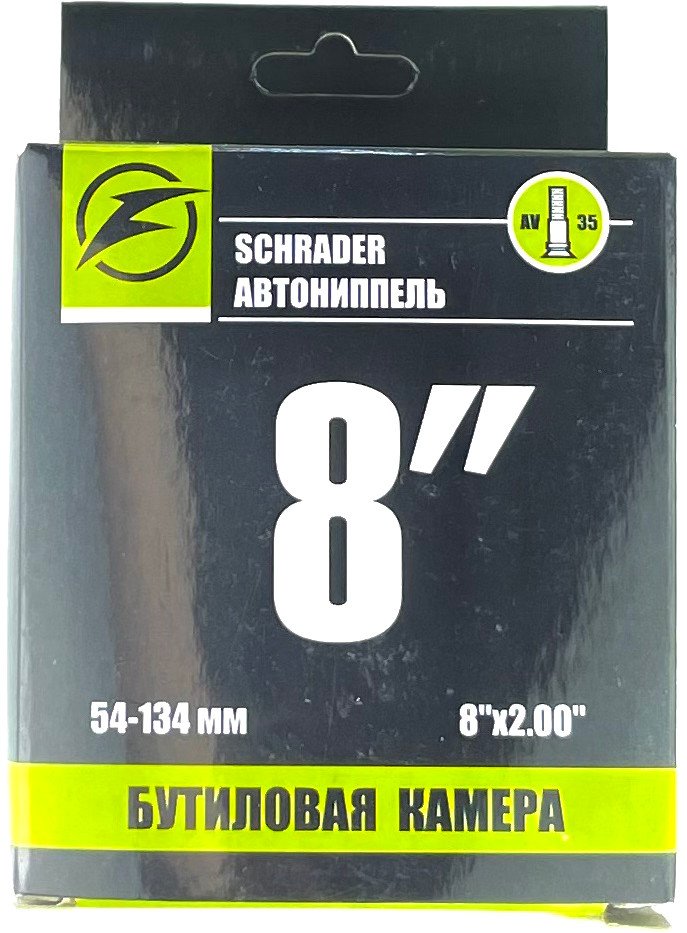 AV 35
SCHRADER
АВТОНИППЕЛЬ
8"
54-134 мм
8"x2.00"
БУТИЛОВАЯ КАМЕРА